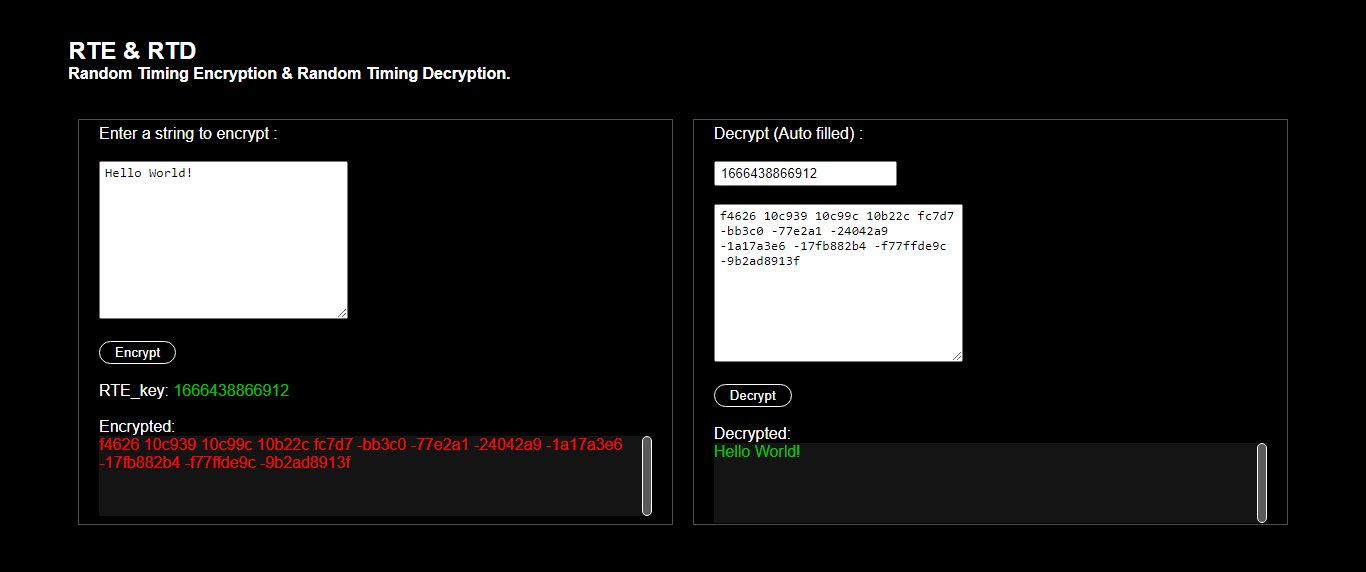 RTE & RTD
Random Timing Encryption & Random Timing Decryption.
Enter a string to encrypt :
Hello World!
Encrypt
RTE_key: 1666438866912
Encrypted:
f4626 10c939 10c99c 10b22c fc7d7 -bb3c0 -77e2a1 -24042a9 -1a17a3e6
-17fb882b4 -f77ffde9c -9b2ad8913f
Decrypt (Auto filled) :
1666438866912
f4626 10c939 10c99c 10b22c fc7d7
-bb3c0 -77e2a1 -24042a9
-1a17a3e6 -17fb882b4 -f77ffde9c
-9b2ad8913f
Decrypt
Decrypted:
Hello World!